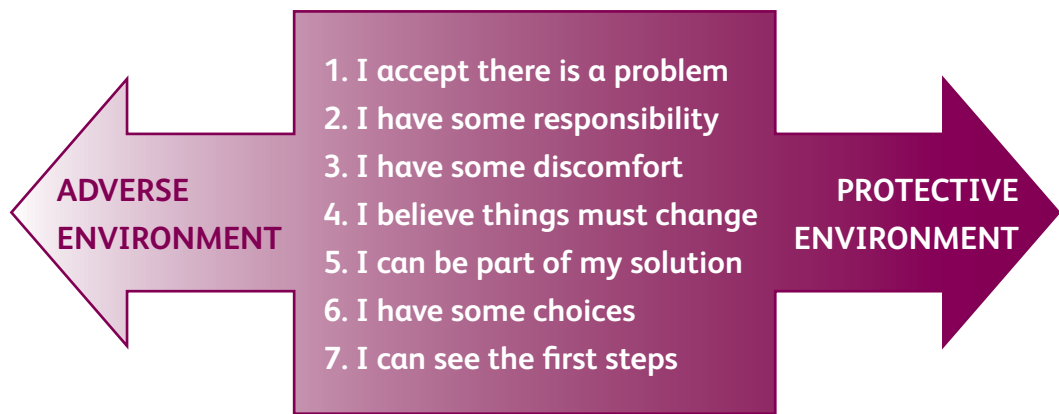 ADVERSE
ENVIRONMENT
1. I accept there is a problem
2. I have some responsibility
3. I have some discomfort
4. I believe things must change
5. I can be part of my solution
6. I have some choices
7. I can see the first steps
PROTECTIVE
ENVIRONMENT